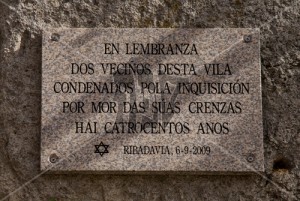 EN LEMBRANZA
DOS VECIÑOS DESTA VILA
CONDENADOS POLA INQUISICIÓN
POR MOR DAS SUAS CRENZAS
HAI CATROCENTOS ANOS
RIBADAVIA, 6-9-2009